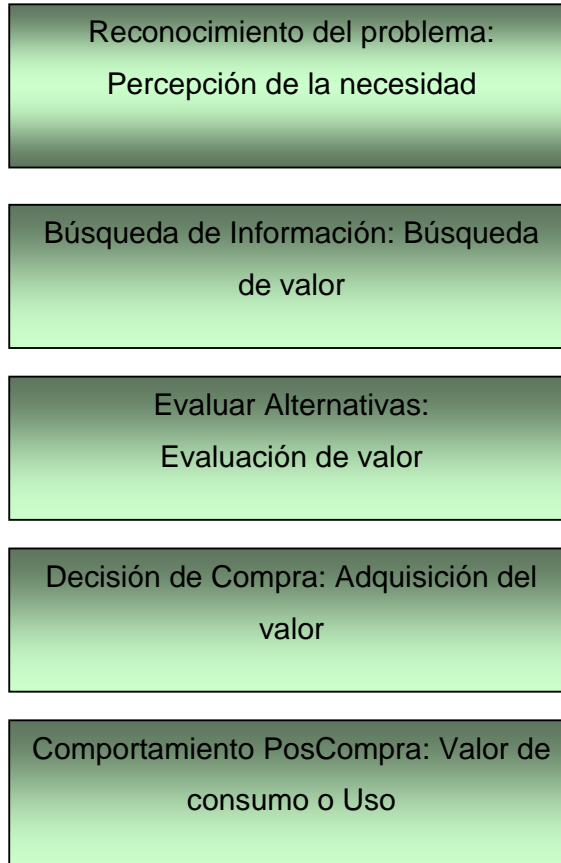 Reconocimiento del problema:
Percepción de la necesidad
Búsqueda de Información: Búsqueda
de valor
Evaluar Alternativas:
Evaluación de valor
Decisión de Compra: Adquisición del
valor
Comportamiento PosCompra: Valor de
consumo o Uso